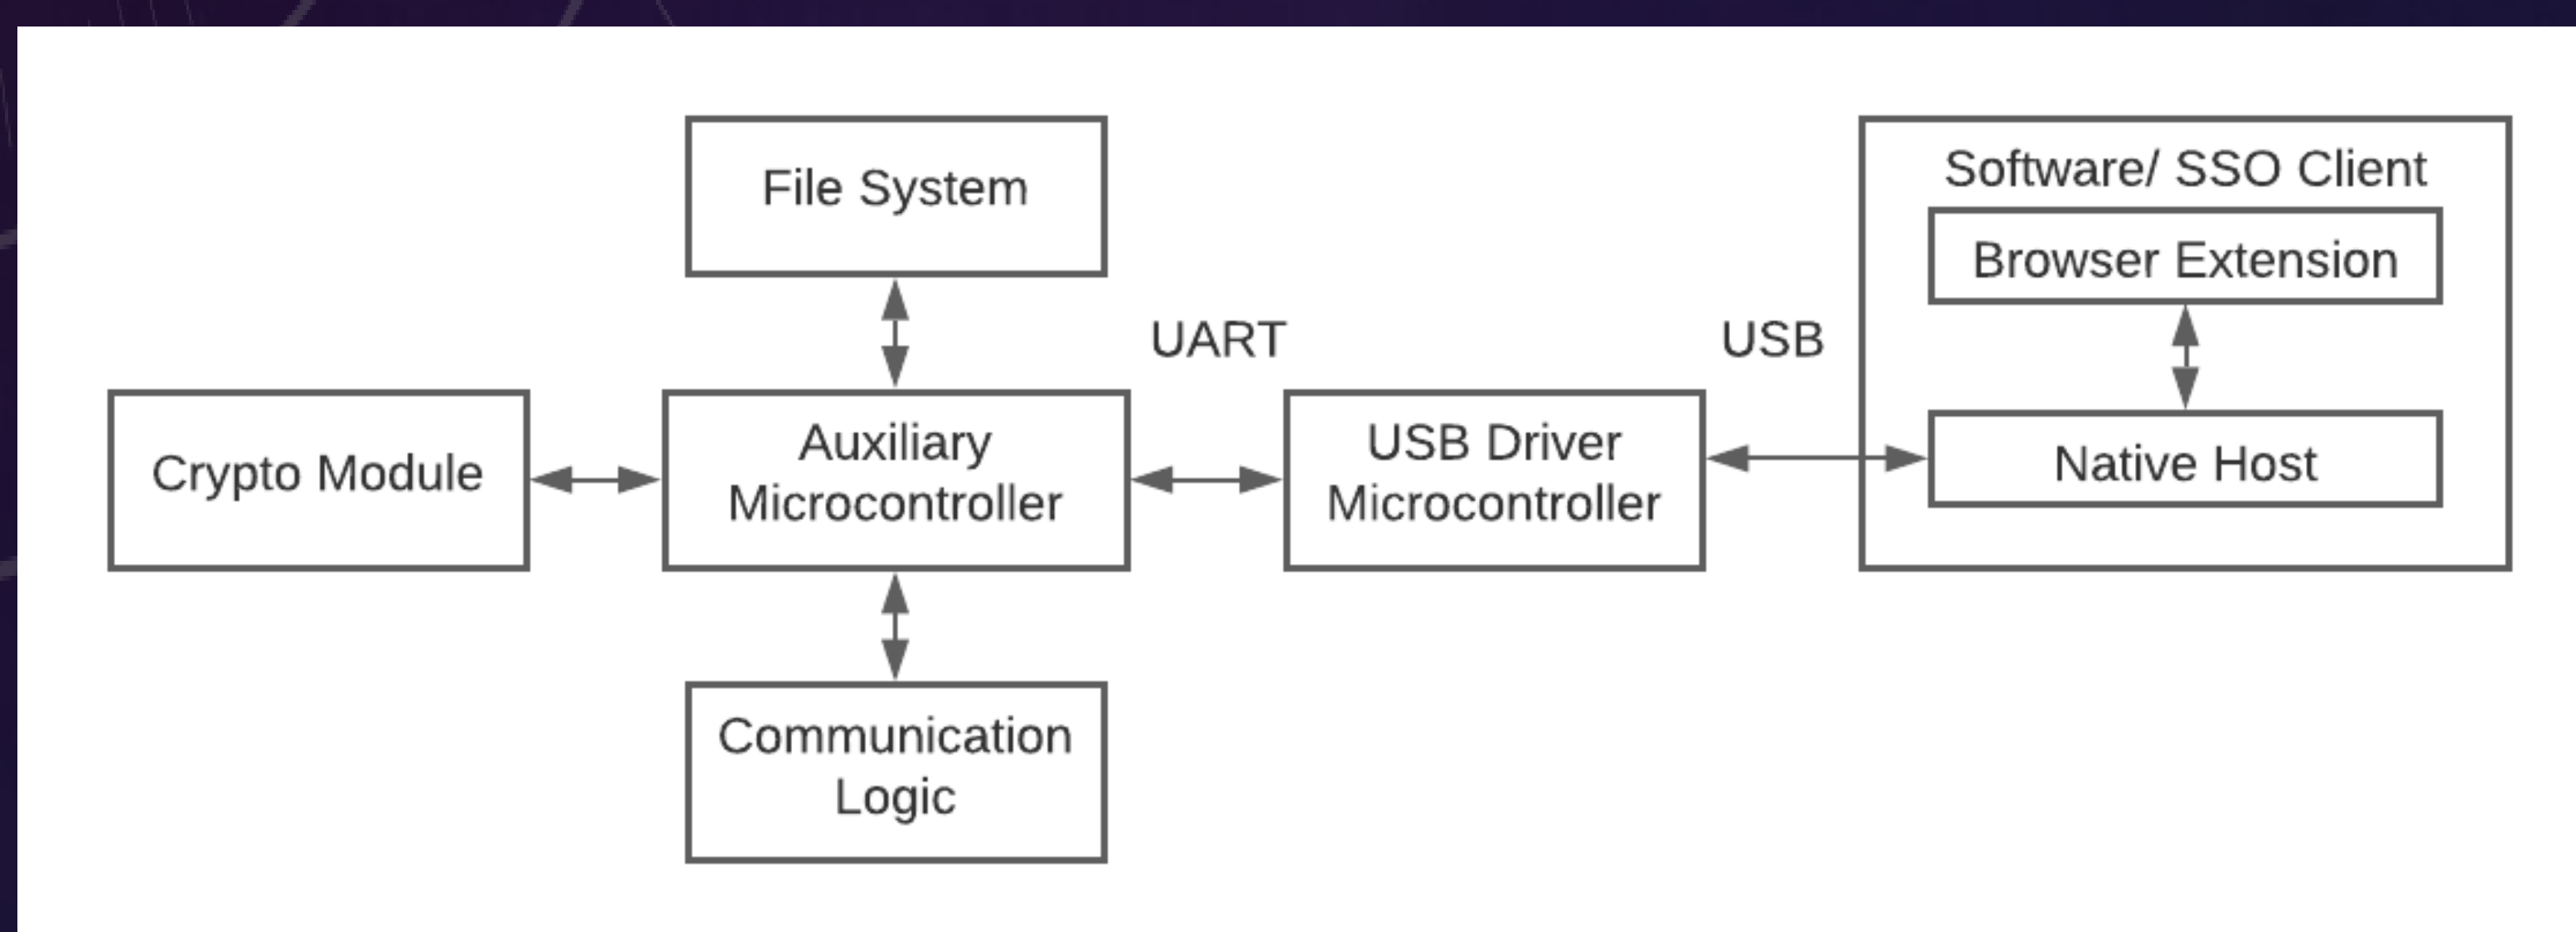 File System
Software/ SSO Client
Browser Extension
UART
USB
Crypto Module
Auxiliary
Microcontroller
USB Driver
Microcontroller
Native Host
Communication
Logic